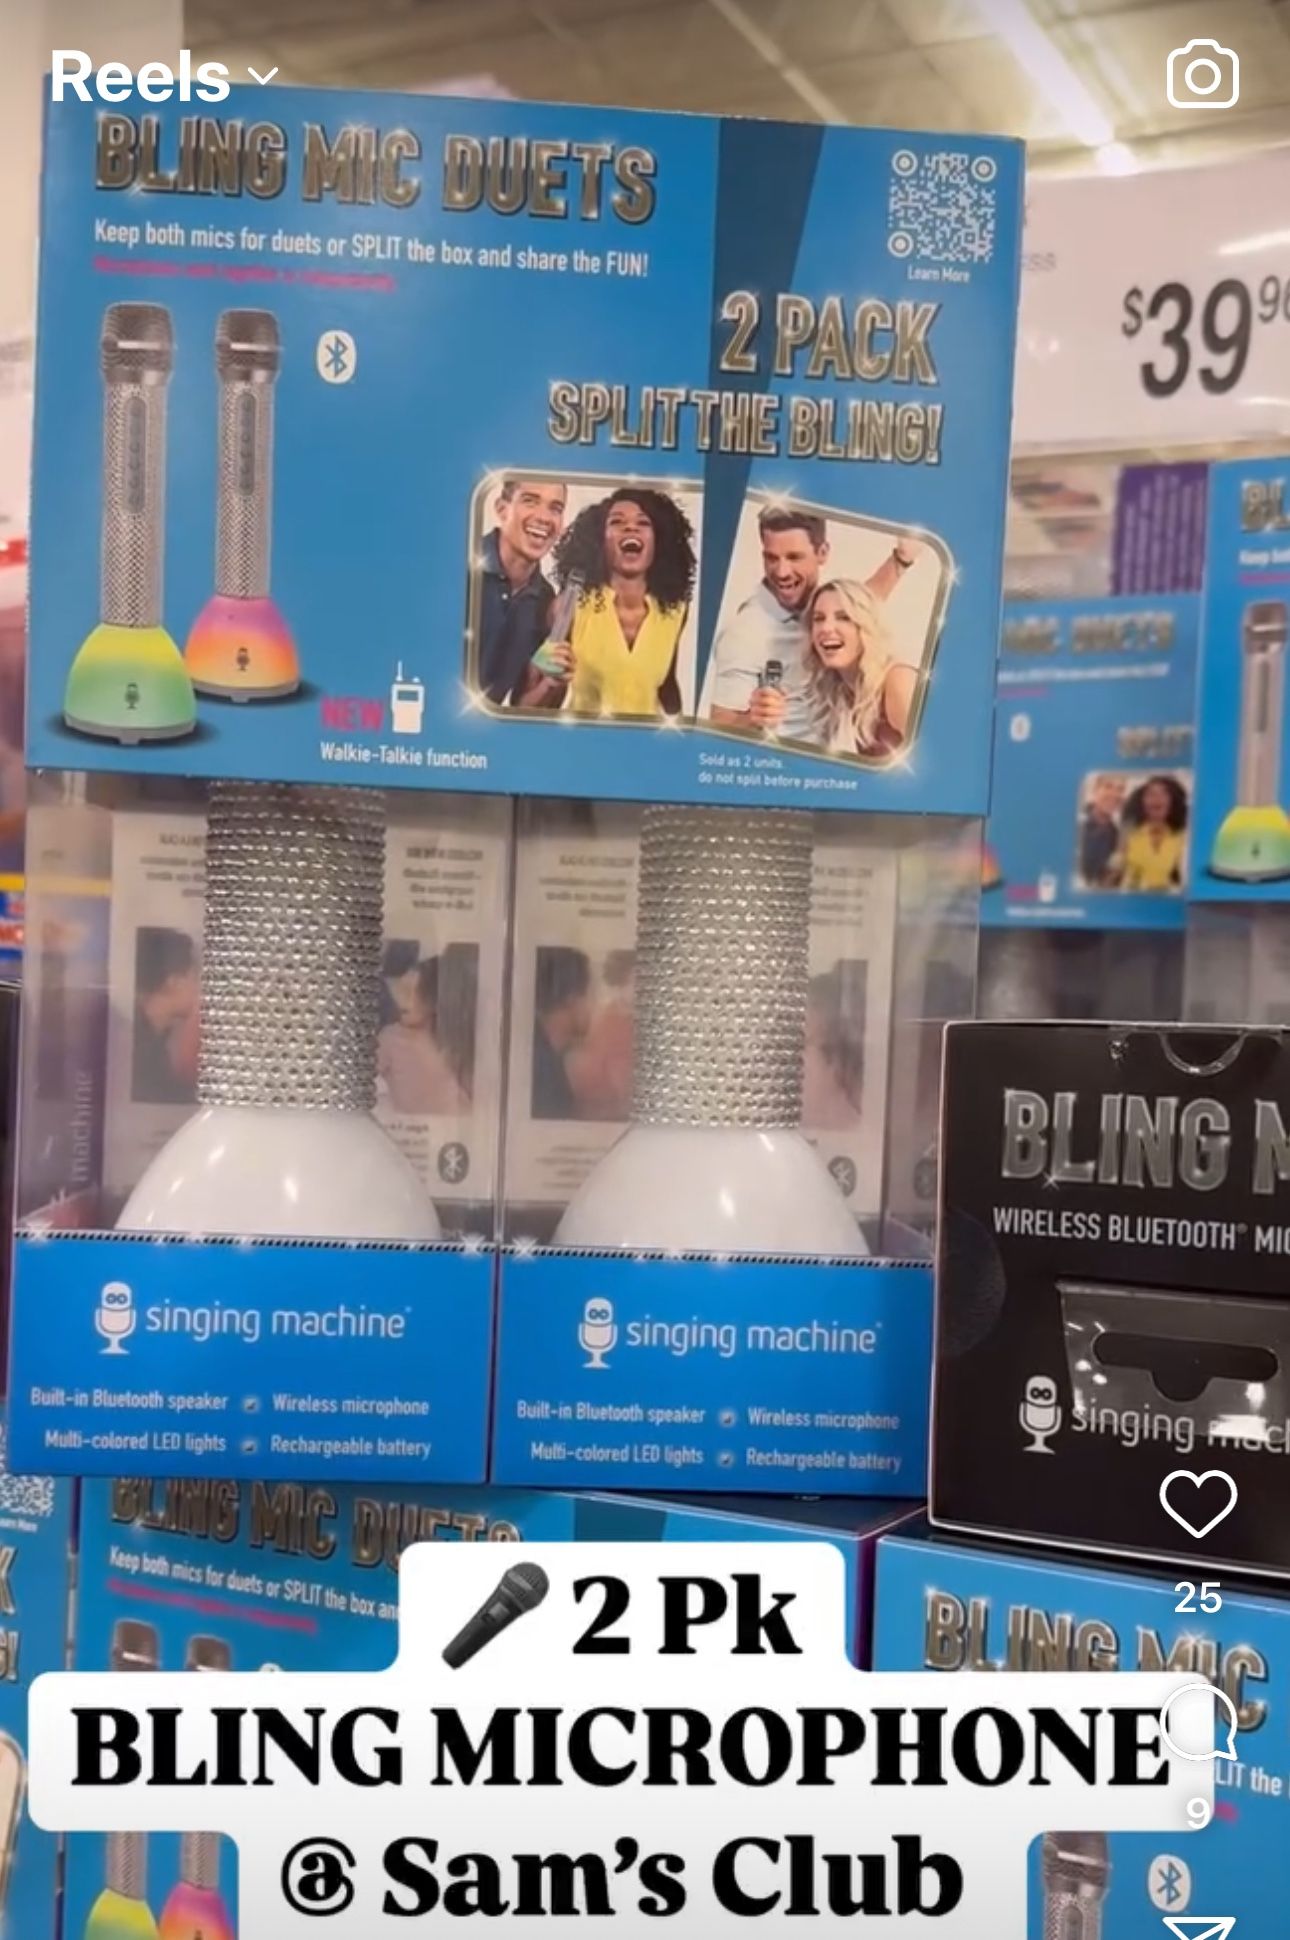 Reels
BLING MIC DUETS
Keep both mics for duets or SPLIT the box and share the FUN!
Learn More
2 PACK
SPLIT THE BLING!
$39 96
NEW
Walkie-Talkie function
Sold as 2 units.
do not split before purchase
machine
BLING
WIRELESS BLUETOOTH®
singing machine
Built-in Bluetooth speaker
Wireless microphone
Multi-colored LED lights
Rechargeable battery
singing machine
Built-in Bluetooth speaker
Wireless microphone
Multi-colored LED lights
Rechargeable battery
singing
25
BLING MIC DUETS
Keep both mics for duets or SPLIT the box
BLING MIC
🎤 2 Pk
BLING MICROPHONE
@ Sam's Club
9